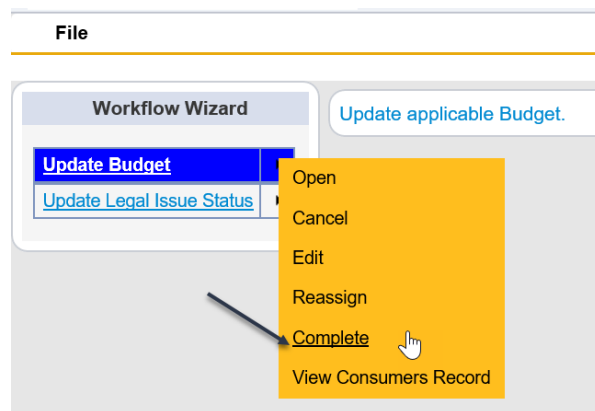 File
Workflow Wizard
Update applicable Budget.
Update Budget
Update Legal Issue Status
Open
Cancel
Edit
Reassign
Complete
View Consumers Record